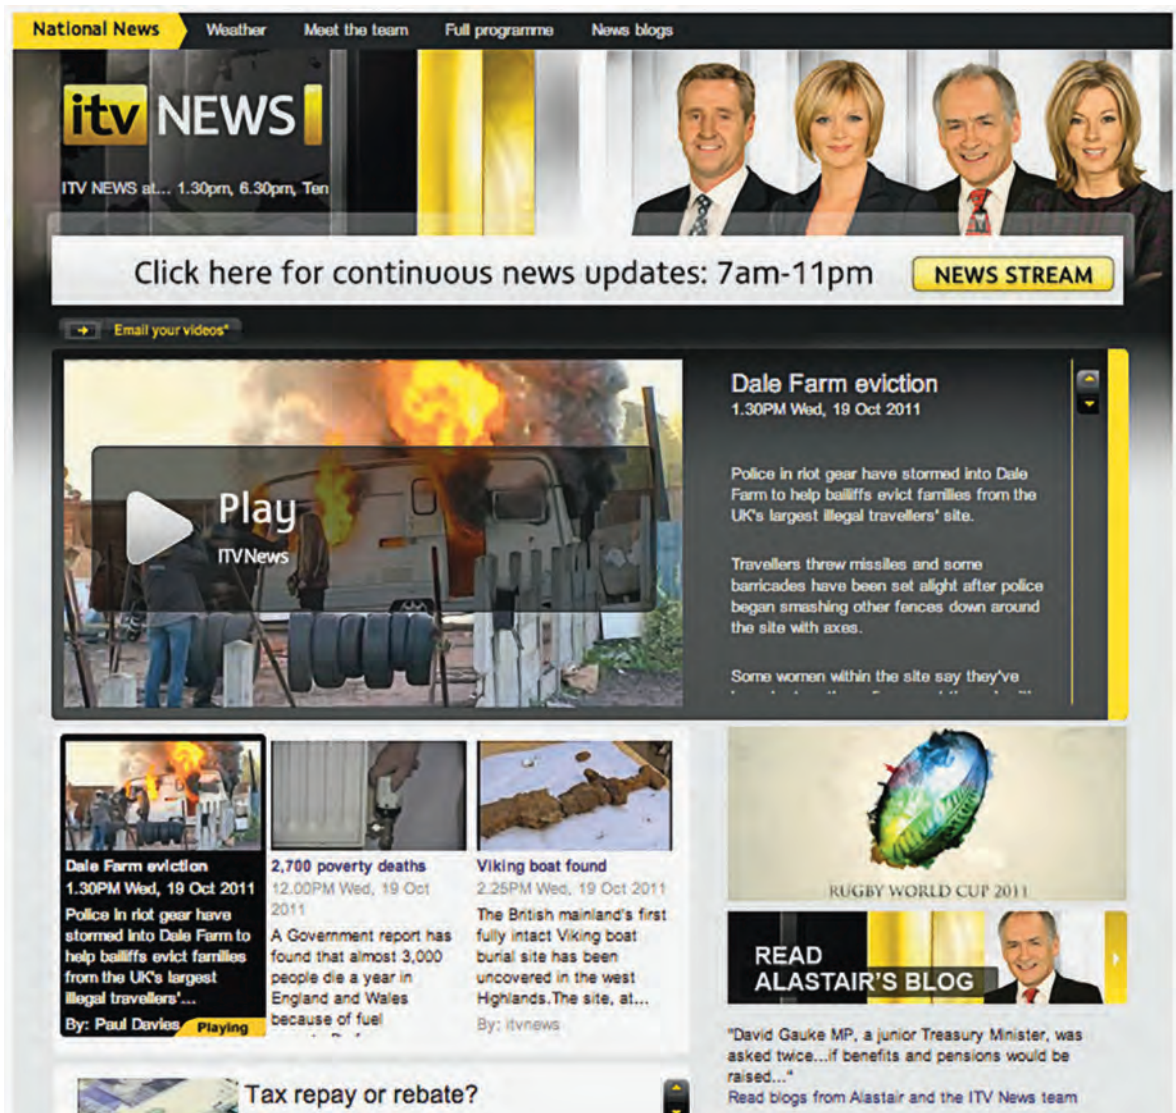 National News
Weather
Meet the team
Full programme
News blogs
itv NEWS
ITV NEWS at... 1.30pm, 6.30pm, Ten
Click here for continuous news updates: 7am-11pm
NEWS STREAM
Email your videos*
Play
ITV News
Dale Farm eviction
1.30PM Wed, 19 Oct 2011
Police in riot gear have stormed into Dale
Farm to help bailiffs evict families from the
UK's largest illegal travellers' site.
Travellers threw missiles and some
barricades have been set alight after police
began smashing other fences down around
the site with axes.
Some women within the site say they've
Dale Farm eviction
1.30PM Wed, 19 Oct 2011
Police in riot gear have
stormed into Dale Farm to
help bailiffs evict families
from the UK's largest
illegal travellers'...
By: Paul Davies
Playing
2,700 poverty deaths
12.00PM Wed, 19 Oct
2011
A Government report has
found that almost 3,000
people die a year in
England and Wales
because of fuel
Viking boat found
2.25PM Wed, 19 Oct 2011
The British mainland's first
fully intact Viking boat
burial site has been
uncovered in the west
Highlands.The site, at...
By: itvnews
RUGBY WORLD CUP 2011
READ
ALASTAIR'S BLOG
"David Gauke MP, a junior Treasury Minister, was
asked twice...if benefits and pensions would be
raised..."
Read blogs from Alastair and the ITV News team
Tax repay or rebate?